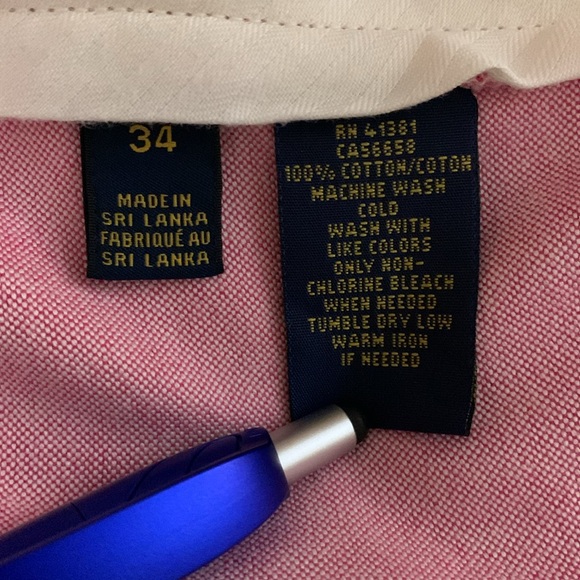 34
MADE IN
SRI LANKA
FABRIQUÉ AU
SRI LANKA
RN 41381
CA56658
100% COTTON/COTON
MACHINE WASH
COLD
WASH WITH
LIKE COLORS
ONLY NON-
CHLORINE BLEACH
WHEN NEEDED
TUMBLE DRY LOW
WARM IRON
IF NEEDED